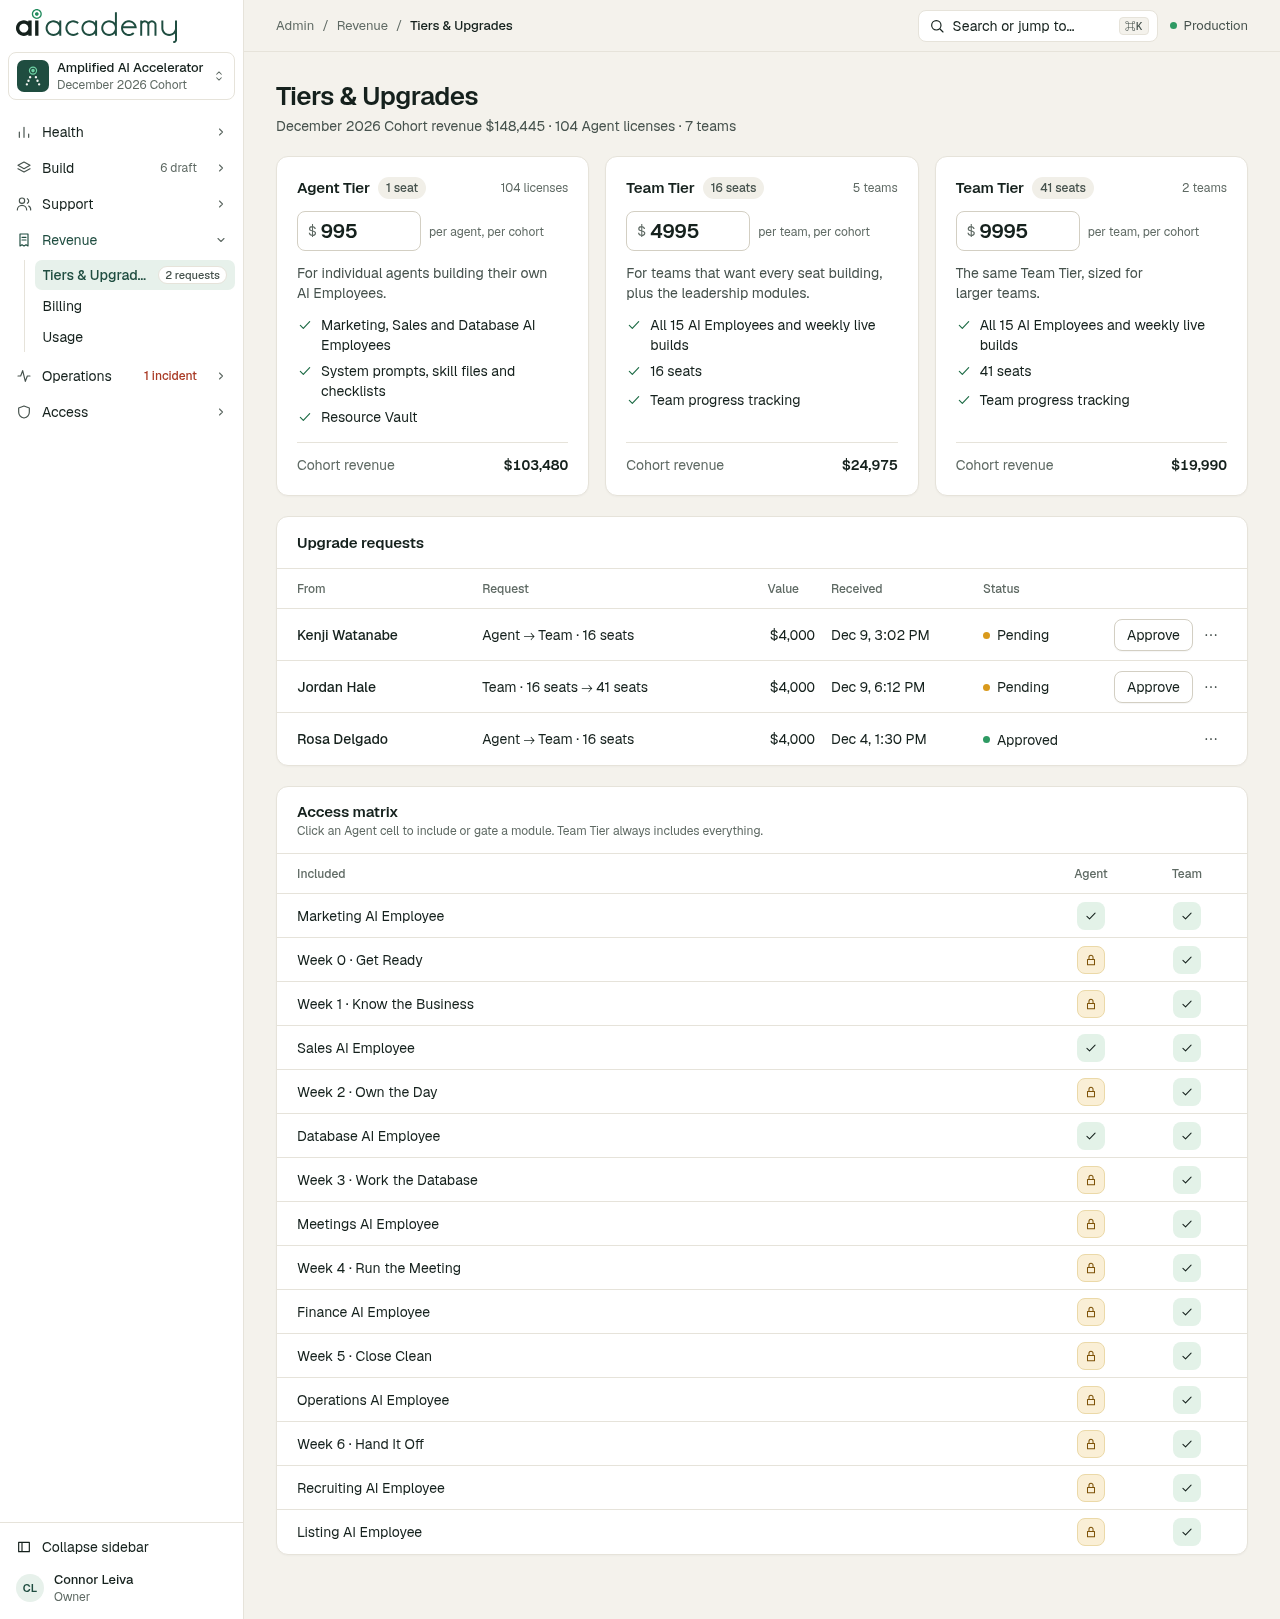 ai academy
Amplified AI Accelerator
December 2026 Cohort
Health
Build 6 draft
Support
Revenue
Tiers & Upgrad... 2 requests
Billing
Usage
Operations 1 incident
Access
Collapse sidebar
CL
Connor Leiva
Owner
Admin / Revenue / Tiers & Upgrades
Search or jump to... ⌘K
Production
Tiers & Upgrades
December 2026 Cohort revenue $148,445 · 104 Agent licenses · 7 teams
Agent Tier 1 seat 104 licenses
$ 995 per agent, per cohort
For individual agents building their own
AI Employees.
Marketing, Sales and Database AI
Employees
System prompts, skill files and
checklists
Resource Vault
Cohort revenue $103,480
Team Tier 16 seats 5 teams
$ 4995 per team, per cohort
For teams that want every seat building,
plus the leadership modules.
All 15 AI Employees and weekly live
builds
16 seats
Team progress tracking
Cohort revenue $24,975
Team Tier 41 seats 2 teams
$ 9995 per team, per cohort
The same Team Tier, sized for
larger teams.
All 15 AI Employees and weekly live
builds
41 seats
Team progress tracking
Cohort revenue $19,990
Upgrade requests
From Request Value Received Status
Kenji Watanabe Agent → Team · 16 seats $4,000 Dec 9, 3:02 PM Pending Approve ···
Jordan Hale Team · 16 seats → 41 seats $4,000 Dec 9, 6:12 PM Pending Approve ···
Rosa Delgado Agent → Team · 16 seats $4,000 Dec 4, 1:30 PM Approved ···
Access matrix
Click an Agent cell to include or gate a module. Team Tier always includes everything.
Included Agent Team
Marketing AI Employee
Week 0 · Get Ready
Week 1 · Know the Business
Sales AI Employee
Week 2 · Own the Day
Database AI Employee
Week 3 · Work the Database
Meetings AI Employee
Week 4 · Run the Meeting
Finance AI Employee
Week 5 · Close Clean
Operations AI Employee
Week 6 · Hand It Off
Recruiting AI Employee
Listing AI Employee